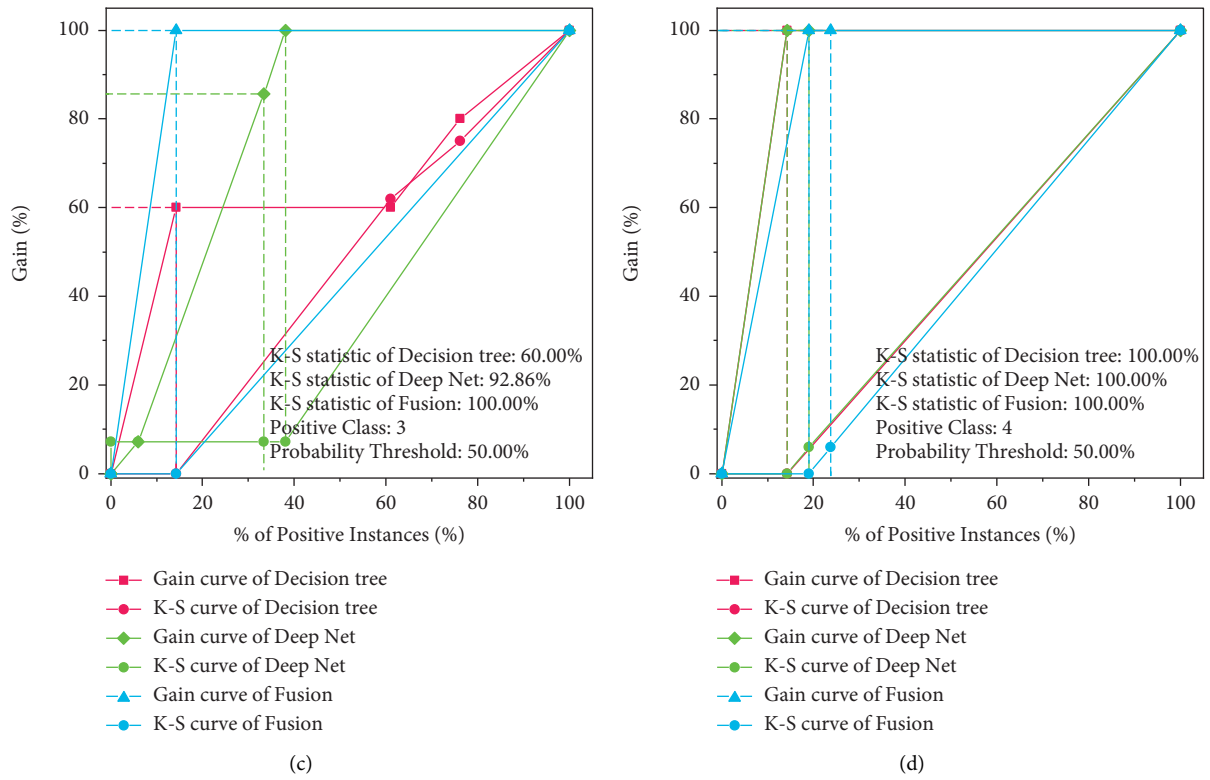 100
80
60
40
20
0
Gain (%)
K-S statistic of Decision tree: 60.00%
K-S statistic of Deep Net: 92.86%
K-S statistic of Fusion: 100.00%
Positive Class: 3
Probability Threshold: 50.00%
0 20 40 60 80 100
% of Positive Instances (%)
Gain curve of Decision tree
K-S curve of Decision tree
Gain curve of Deep Net
K-S curve of Deep Net
Gain curve of Fusion
K-S curve of Fusion
(c)
100
80
60
40
20
0
Gain (%)
K-S statistic of Decision tree: 100.00%
K-S statistic of Deep Net: 100.00%
K-S statistic of Fusion: 100.00%
Positive Class: 4
Probability Threshold: 50.00%
0 20 40 60 80 100
% of Positive Instances (%)
Gain curve of Decision tree
K-S curve of Decision tree
Gain curve of Deep Net
K-S curve of Deep Net
Gain curve of Fusion
K-S curve of Fusion
(d)